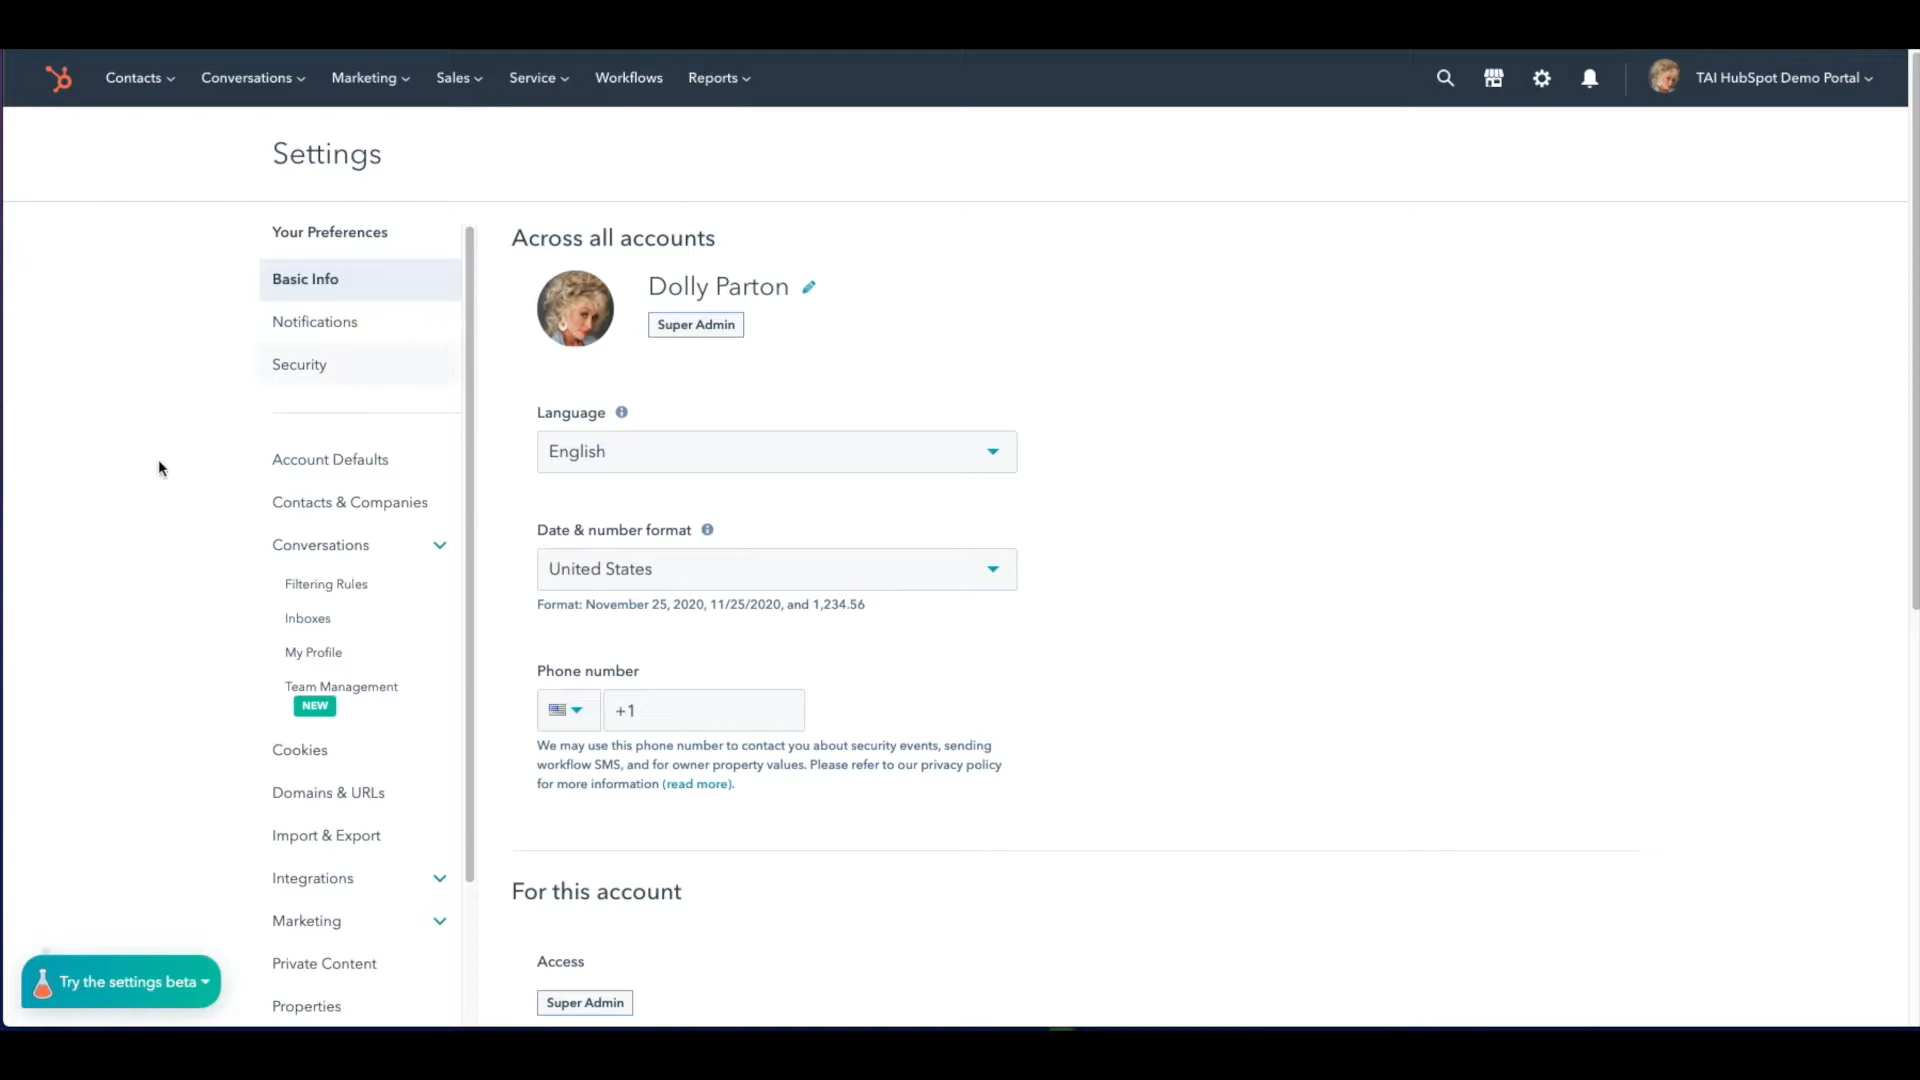 Contacts
Conversations
Marketing
Sales
Service
Workflows
Reports
TAI HubSpot Demo Portal
Settings
Your Preferences
Basic Info
Notifications
Security
Account Defaults
Contacts & Companies
Conversations
Filtering Rules
Inboxes
My Profile
Team Management
NEW
Cookies
Domains & URLs
Import & Export
Integrations
Marketing
Private Content
Properties
Try the settings beta
Across all accounts
Dolly Parton
Super Admin
Language
English
Date & number format
United States
Format: November 25, 2020, 11/25/2020, and 1,234.56
Phone number
+1
We may use this phone number to contact you about security events, sending
workflow SMS, and for owner property values. Please refer to our privacy policy
for more information (read more).
For this account
Access
Super Admin